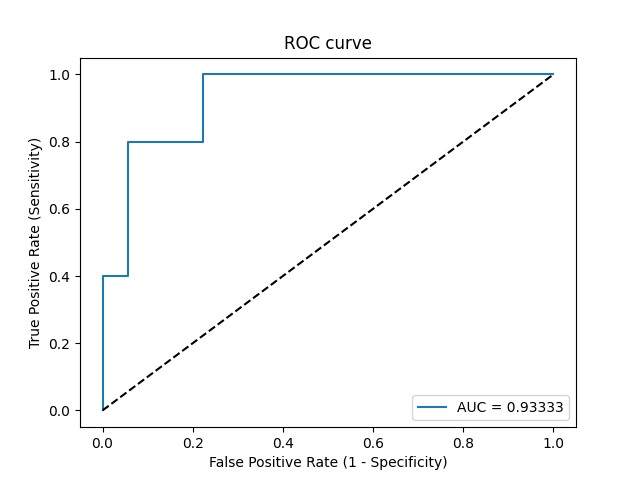 ROC curve
True Positive Rate (Sensitivity)
1.0
0.8
0.6
0.4
0.2
0.0
AUC = 0.93333
0.0 0.2 0.4 0.6 0.8 1.0
False Positive Rate (1 - Specificity)